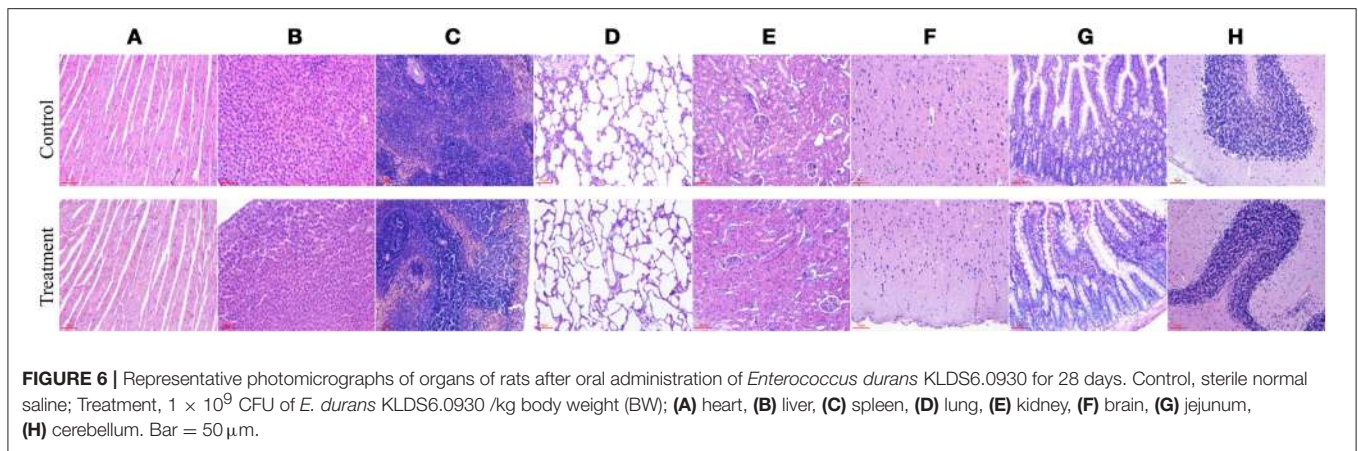 A B C D E F G H
Control
Treatment
FIGURE 6 | Representative photomicrographs of organs of rats after oral administration of Enterococcus durans KLDS6.0930 for 28 days. Control, sterile normal
saline; Treatment, 1 × 10⁹ CFU of E. durans KLDS6.0930 /kg body weight (BW); (A) heart, (B) liver, (C) spleen, (D) lung, (E) kidney, (F) brain, (G) jejunum,
(H) cerebellum. Bar = 50 μm.